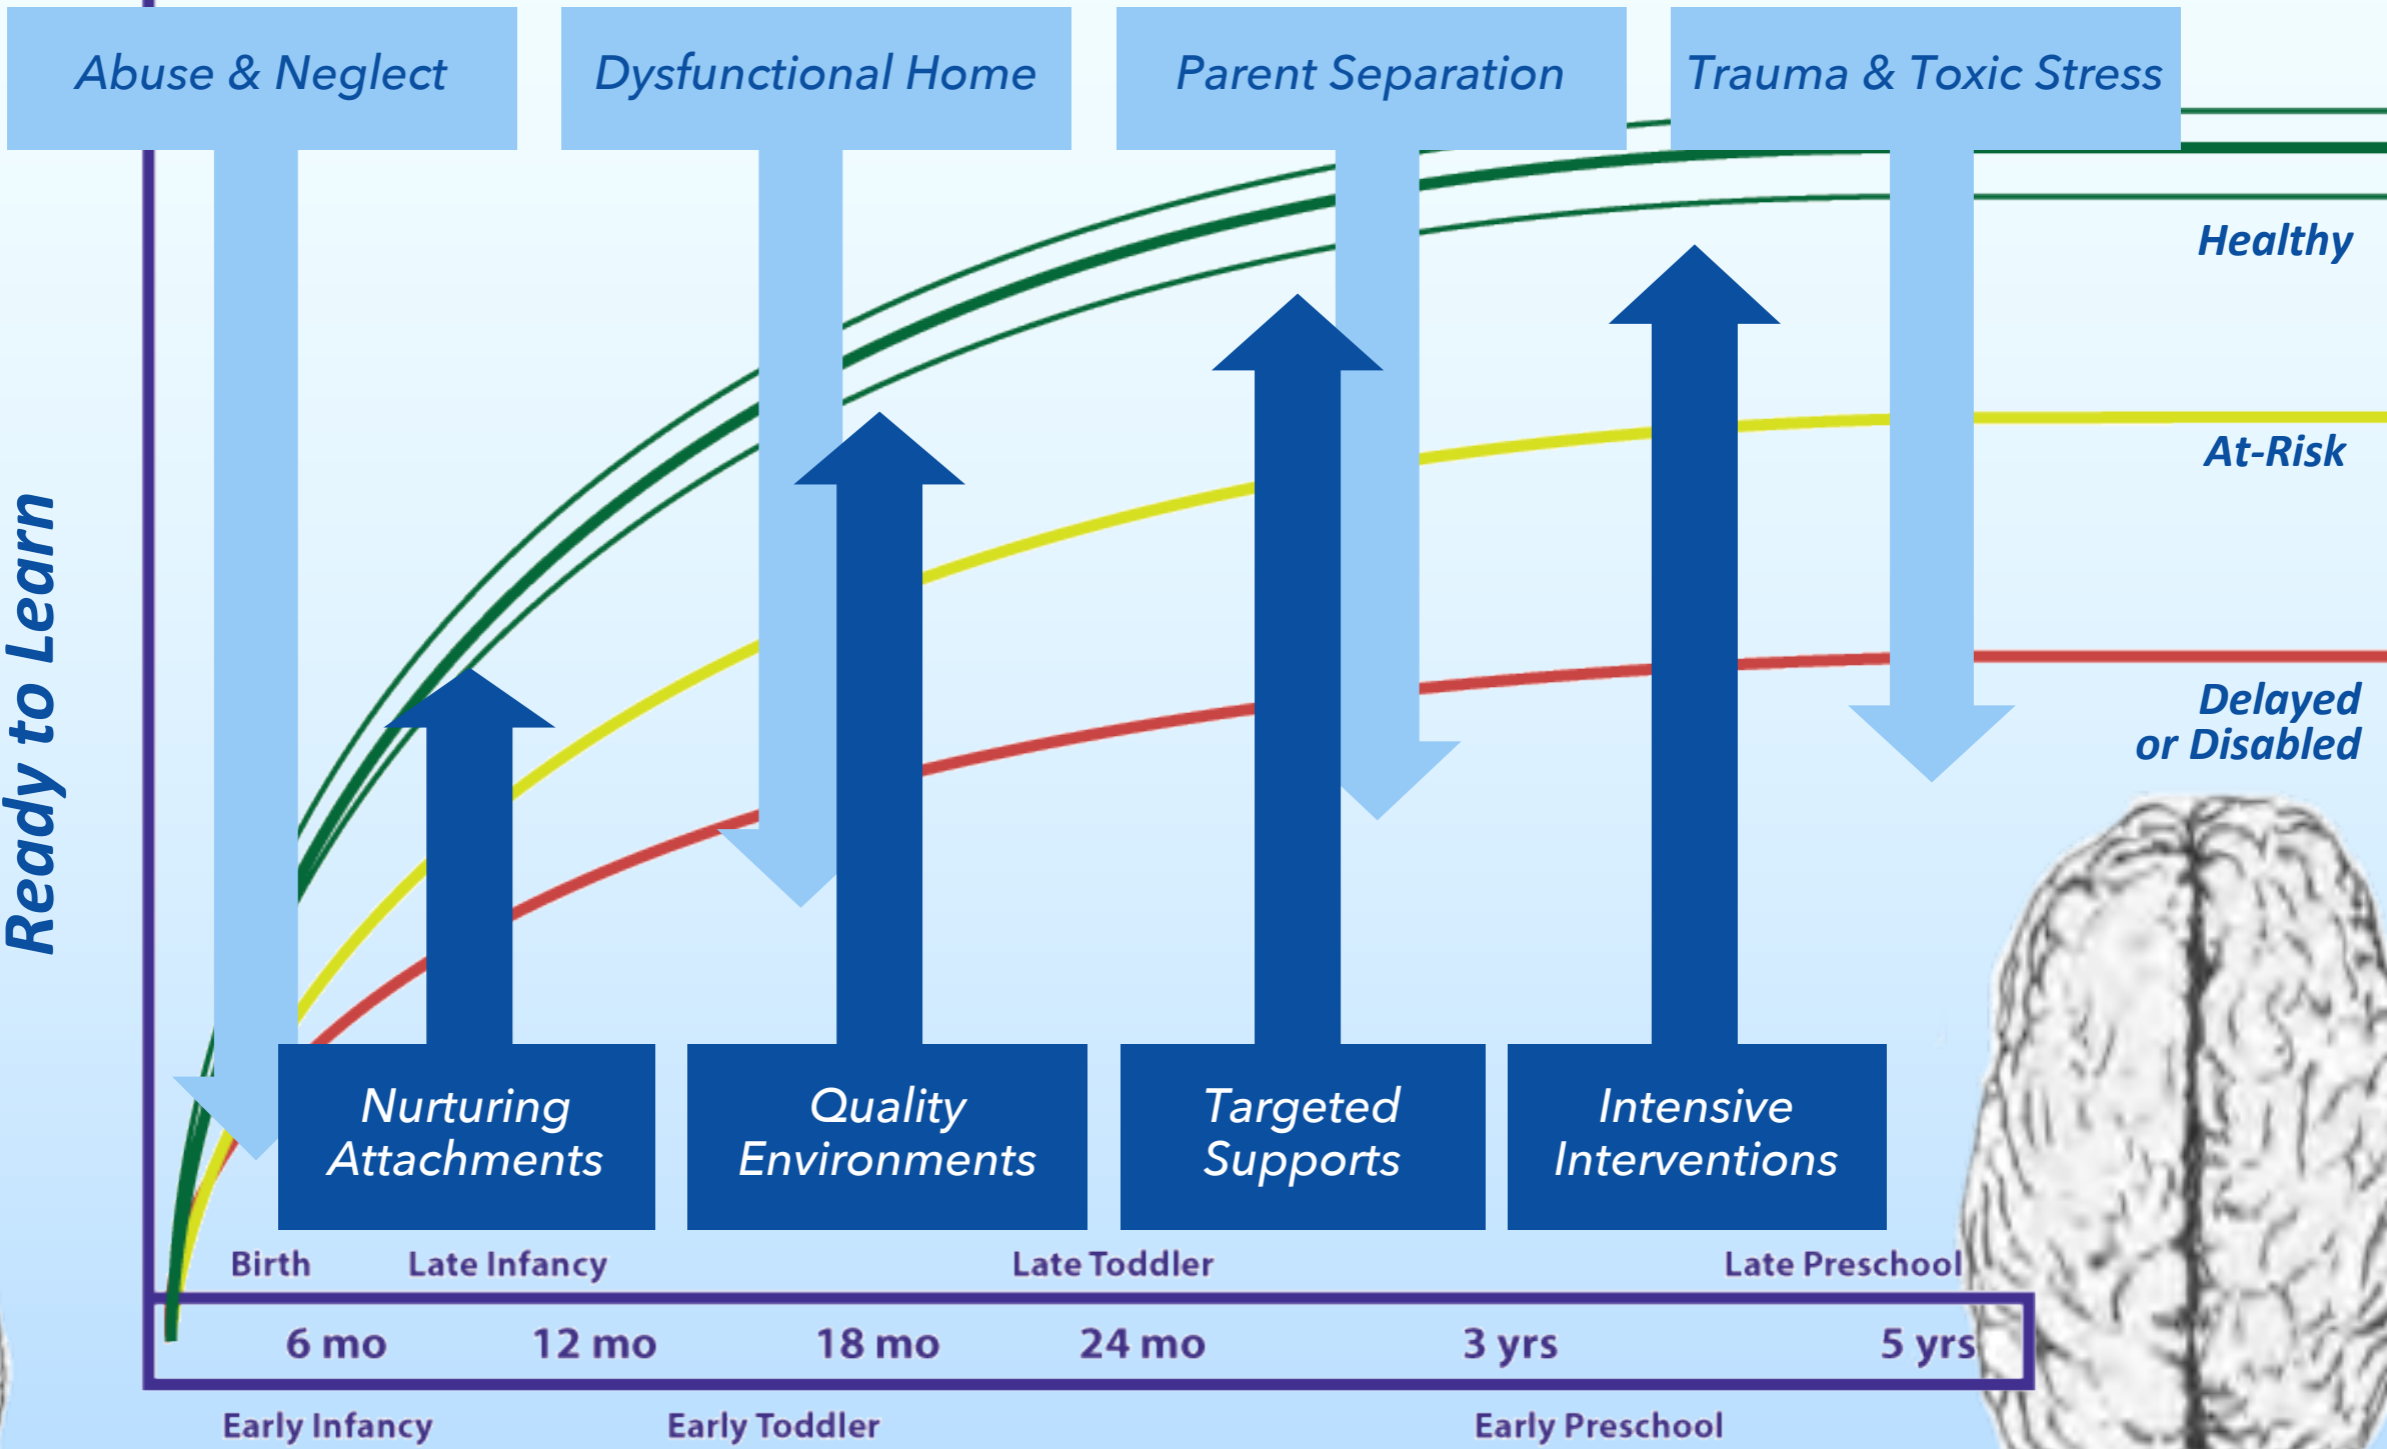 Abuse & Neglect
Dysfunctional Home
Parent Separation
Trauma & Toxic Stress
Healthy
At-Risk
Delayed
or Disabled
Ready to Learn
Nurturing
Attachments
Quality
Environments
Targeted
Supports
Intensive
Interventions
Birth
Late Infancy
Late Toddler
Late Preschool
6 mo
12 mo
18 mo
24 mo
3 yrs
5 yrs
Early Infancy
Early Toddler
Early Preschool